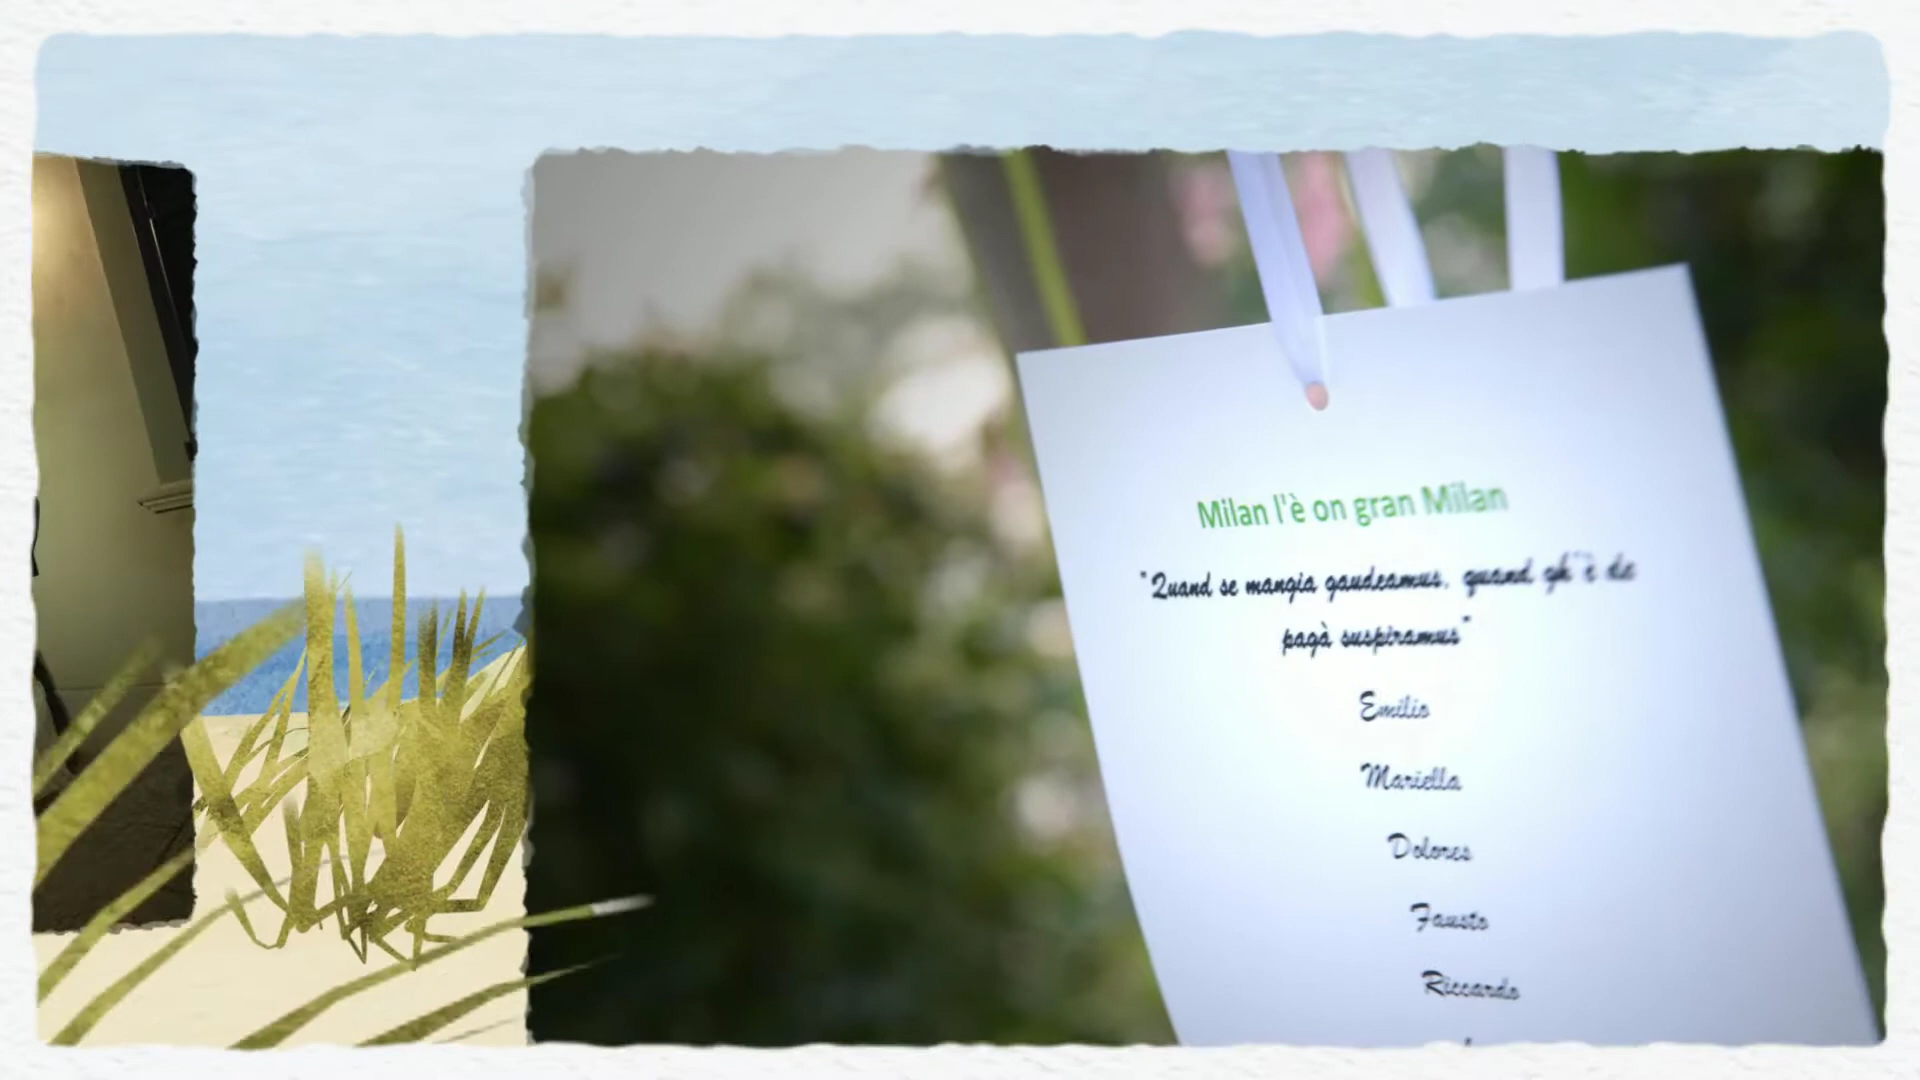 Milan l'è on gran Milan
"Quand se mangia gaudeamus, quand gh'è de
pagà suspiramus"
Emilio
Mariella
Dolores
Fausto
Riccardo